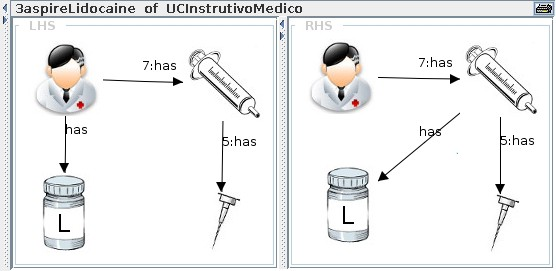 3aspireLidocaine of UCInstrutivoMedico
LHS
7:has
has
5:has
L
RHS
7:has
has
5:has
L